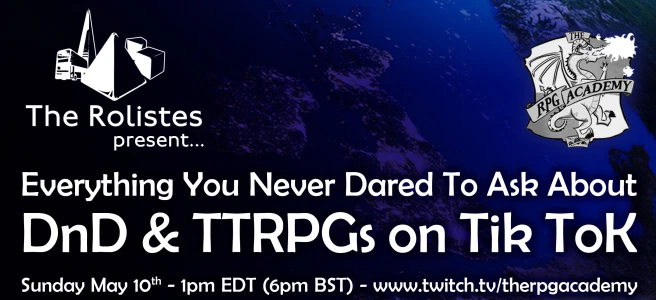 The Rolistes
present...
THE
RPG ACADEMY
Everything You Never Dared To Ask About
DnD & TTRPGs on Tik ToK
Sunday May 10th - 1pm EDT (6pm BST) - www.twitch.tv/therpgacademy